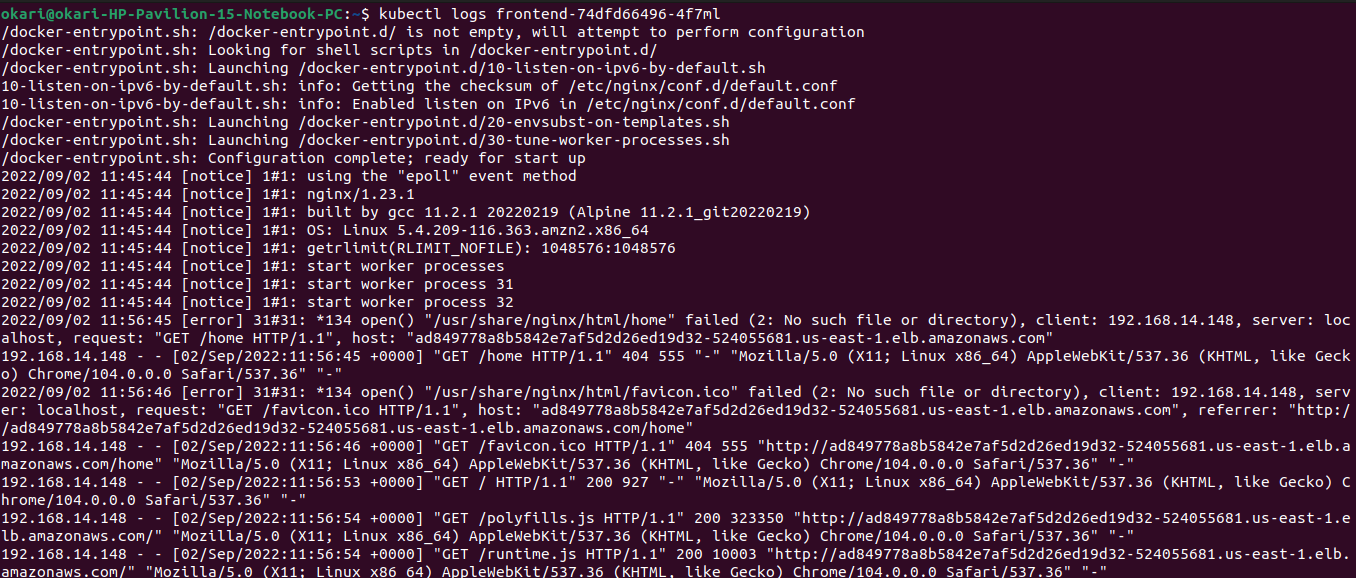 okari@okari-HP-Pavilion-15-Notebook-PC:~$ kubectl logs frontend-74dfd66496-4f7ml
/docker-entrypoint.sh: /docker-entrypoint.d/ is not empty, will attempt to perform configuration
/docker-entrypoint.sh: Looking for shell scripts in /docker-entrypoint.d/
/docker-entrypoint.sh: Launching /docker-entrypoint.d/10-listen-on-ipv6-by-default.sh
10-listen-on-ipv6-by-default.sh: info: Getting the checksum of /etc/nginx/conf.d/default.conf
10-listen-on-ipv6-by-default.sh: info: Enabled listen on IPv6 in /etc/nginx/conf.d/default.conf
/docker-entrypoint.sh: Launching /docker-entrypoint.d/20-envsubst-on-templates.sh
/docker-entrypoint.sh: Launching /docker-entrypoint.d/30-tune-worker-processes.sh
/docker-entrypoint.sh: Configuration complete; ready for start up
2022/09/02 11:45:44 [notice] 1#1: using the "epoll" event method
2022/09/02 11:45:44 [notice] 1#1: nginx/1.23.1
2022/09/02 11:45:44 [notice] 1#1: built by gcc 11.2.1 20220219 (Alpine 11.2.1_git20220219)
2022/09/02 11:45:44 [notice] 1#1: OS: Linux 5.4.209-116.363.amzn2.x86_64
2022/09/02 11:45:44 [notice] 1#1: getrlimit(RLIMIT_NOFILE): 1048576:1048576
2022/09/02 11:45:44 [notice] 1#1: start worker processes
2022/09/02 11:45:44 [notice] 1#1: start worker process 31
2022/09/02 11:45:44 [notice] 1#1: start worker process 32
2022/09/02 11:56:45 [error] 31#31: *134 open() "/usr/share/nginx/html/home" failed (2: No such file or directory), client: 192.168.14.148, server: loc
alhost, request: "GET /home HTTP/1.1", host: "ad849778a8b5842e7af5d2d26ed19d32-524055681.us-east-1.elb.amazonaws.com"
192.168.14.148 - - [02/Sep/2022:11:56:45 +0000] "GET /home HTTP/1.1" 404 555 "-" "Mozilla/5.0 (X11; Linux x86_64) AppleWebKit/537.36 (KHTML, like Geck
o) Chrome/104.0.0.0 Safari/537.36" "-"
2022/09/02 11:56:46 [error] 31#31: *134 open() "/usr/share/nginx/html/favicon.ico" failed (2: No such file or directory), client: 192.168.14.148, serv
er: localhost, request: "GET /favicon.ico HTTP/1.1", host: "ad849778a8b5842e7af5d2d26ed19d32-524055681.us-east-1.elb.amazonaws.com", referrer: "http:/
/ad849778a8b5842e7af5d2d26ed19d32-524055681.us-east-1.elb.amazonaws.com/home"
192.168.14.148 - - [02/Sep/2022:11:56:46 +0000] "GET /favicon.ico HTTP/1.1" 404 555 "http://ad849778a8b5842e7af5d2d26ed19d32-524055681.us-east-1.elb.a
mazonaws.com/home" "Mozilla/5.0 (X11; Linux x86_64) AppleWebKit/537.36 (KHTML, like Gecko) Chrome/104.0.0.0 Safari/537.36" "-"
192.168.14.148 - - [02/Sep/2022:11:56:53 +0000] "GET / HTTP/1.1" 200 927 "-" "Mozilla/5.0 (X11; Linux x86_64) AppleWebKit/537.36 (KHTML, like Gecko) C
hrome/104.0.0.0 Safari/537.36" "-"
192.168.14.148 - - [02/Sep/2022:11:56:54 +0000] "GET /polyfills.js HTTP/1.1" 200 323350 "http://ad849778a8b5842e7af5d2d26ed19d32-524055681.us-east-1.e
lb.amazonaws.com/" "Mozilla/5.0 (X11; Linux x86_64) AppleWebKit/537.36 (KHTML, like Gecko) Chrome/104.0.0.0 Safari/537.36" "-"
192.168.14.148 - - [02/Sep/2022:11:56:54 +0000] "GET /runtime.js HTTP/1.1" 200 10003 "http://ad849778a8b5842e7af5d2d26ed19d32-524055681.us-east-1.elb.
amazonaws.com/" "Mozilla/5.0 (X11; Linux x86_64) AppleWebKit/537.36 (KHTML, like Gecko) Chrome/104.0.0.0 Safari/537.36" "-"